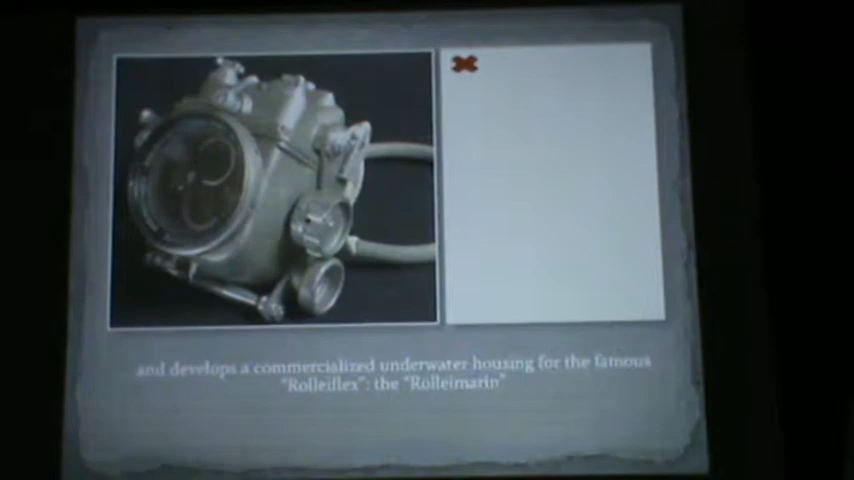 and develops a commercialized underwater housing for the famous
"Rolleiflex": the "Rolleimarin"